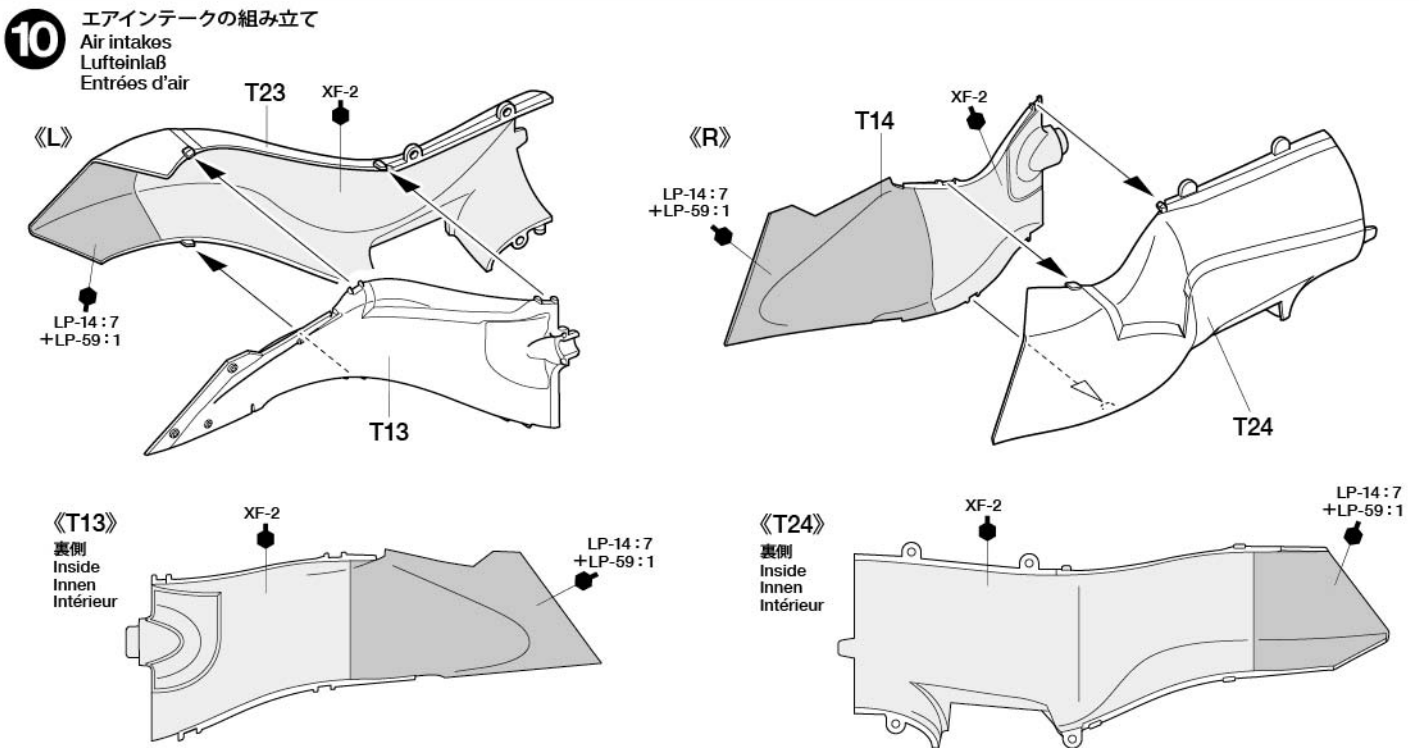 10
エアインテークの組み立て
Air intakes
Lufteinlaß
Entrées d'air
《L》
T23
XF-2
LP-14：7
+LP-59：1
T13
《R》
T14
XF-2
LP-14：7
+LP-59：1
T24
《T13》
裏側
Inside
Innen
Intérieur
XF-2
LP-14：7
+LP-59：1
《T24》
裏側
Inside
Innen
Intérieur
XF-2
LP-14：7
+LP-59：1